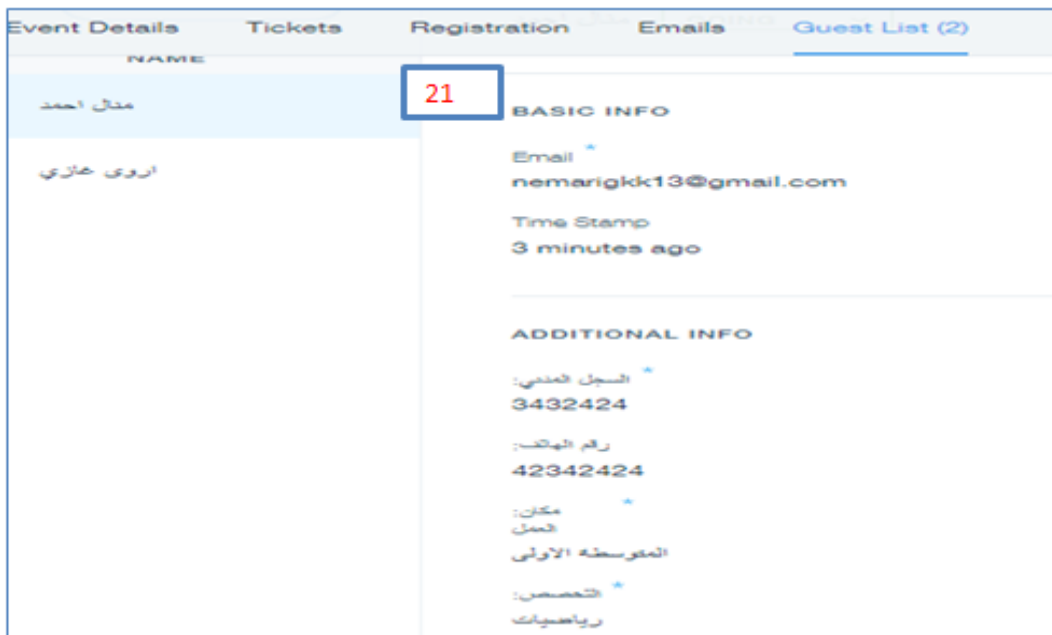 Event Details Tickets Registration Emails Guest List (2)
NAME
منال احمد
اروى غازي
21
BASIC INFO
Email *
nemarigkk13@gmail.com
Time Stamp
3 minutes ago
ADDITIONAL INFO
السجل المدني: *
3432424
رقم الهاتف:
42342424
مكان: *
العمل
المتوسطه الاولى
التخصص: *
رياضيات